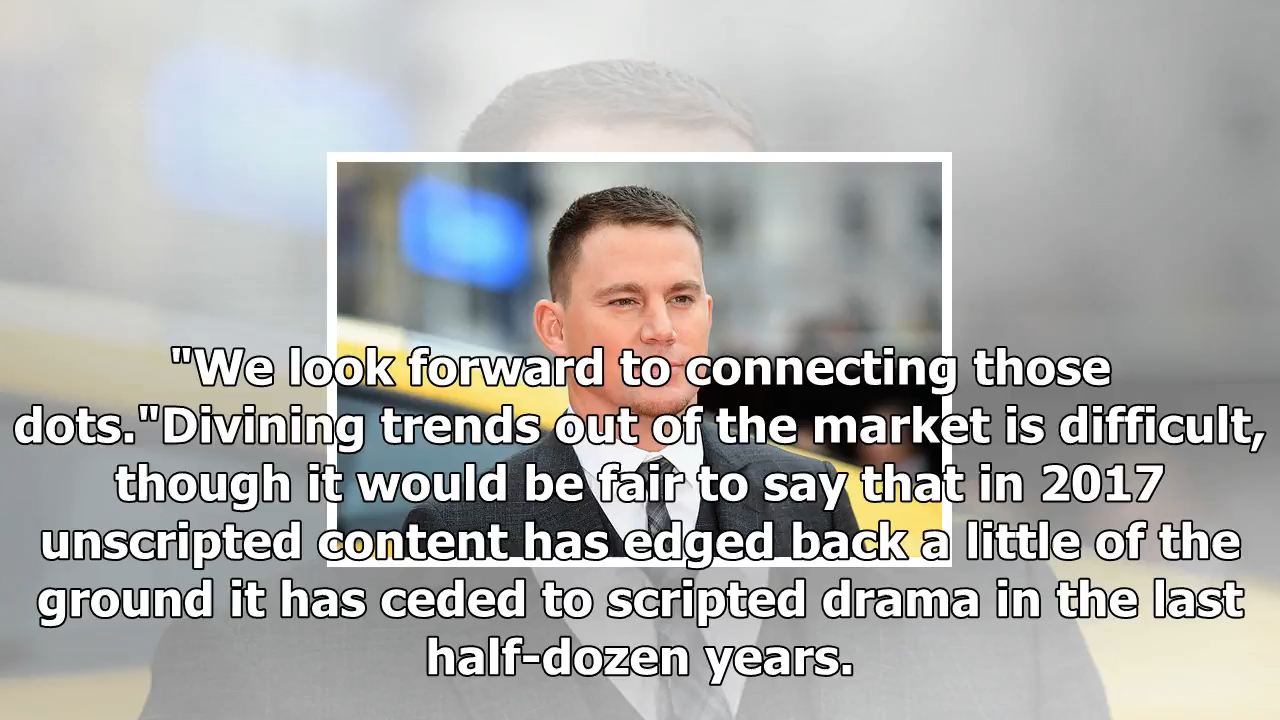 "We look forward to connecting those
dots."Divining trends out of the market is difficult,
though it would be fair to say that in 2017
unscripted content has edged back a little of the
ground it has ceded to scripted drama in the last
half-dozen years.